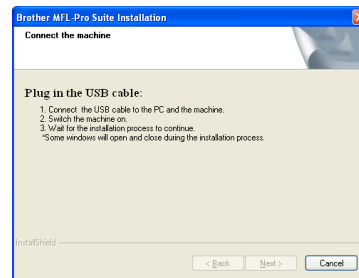 Brother MFL-Pro Suite Installation
Connect the machine
Plug in the USB cable:
1. Connect the USB cable to the PC and the machine.
2. Switch the machine on.
3. Wait for the installation process to continue.
*Some windows will open and close during the installation process.
InstallShield
< Back
Next >
Cancel